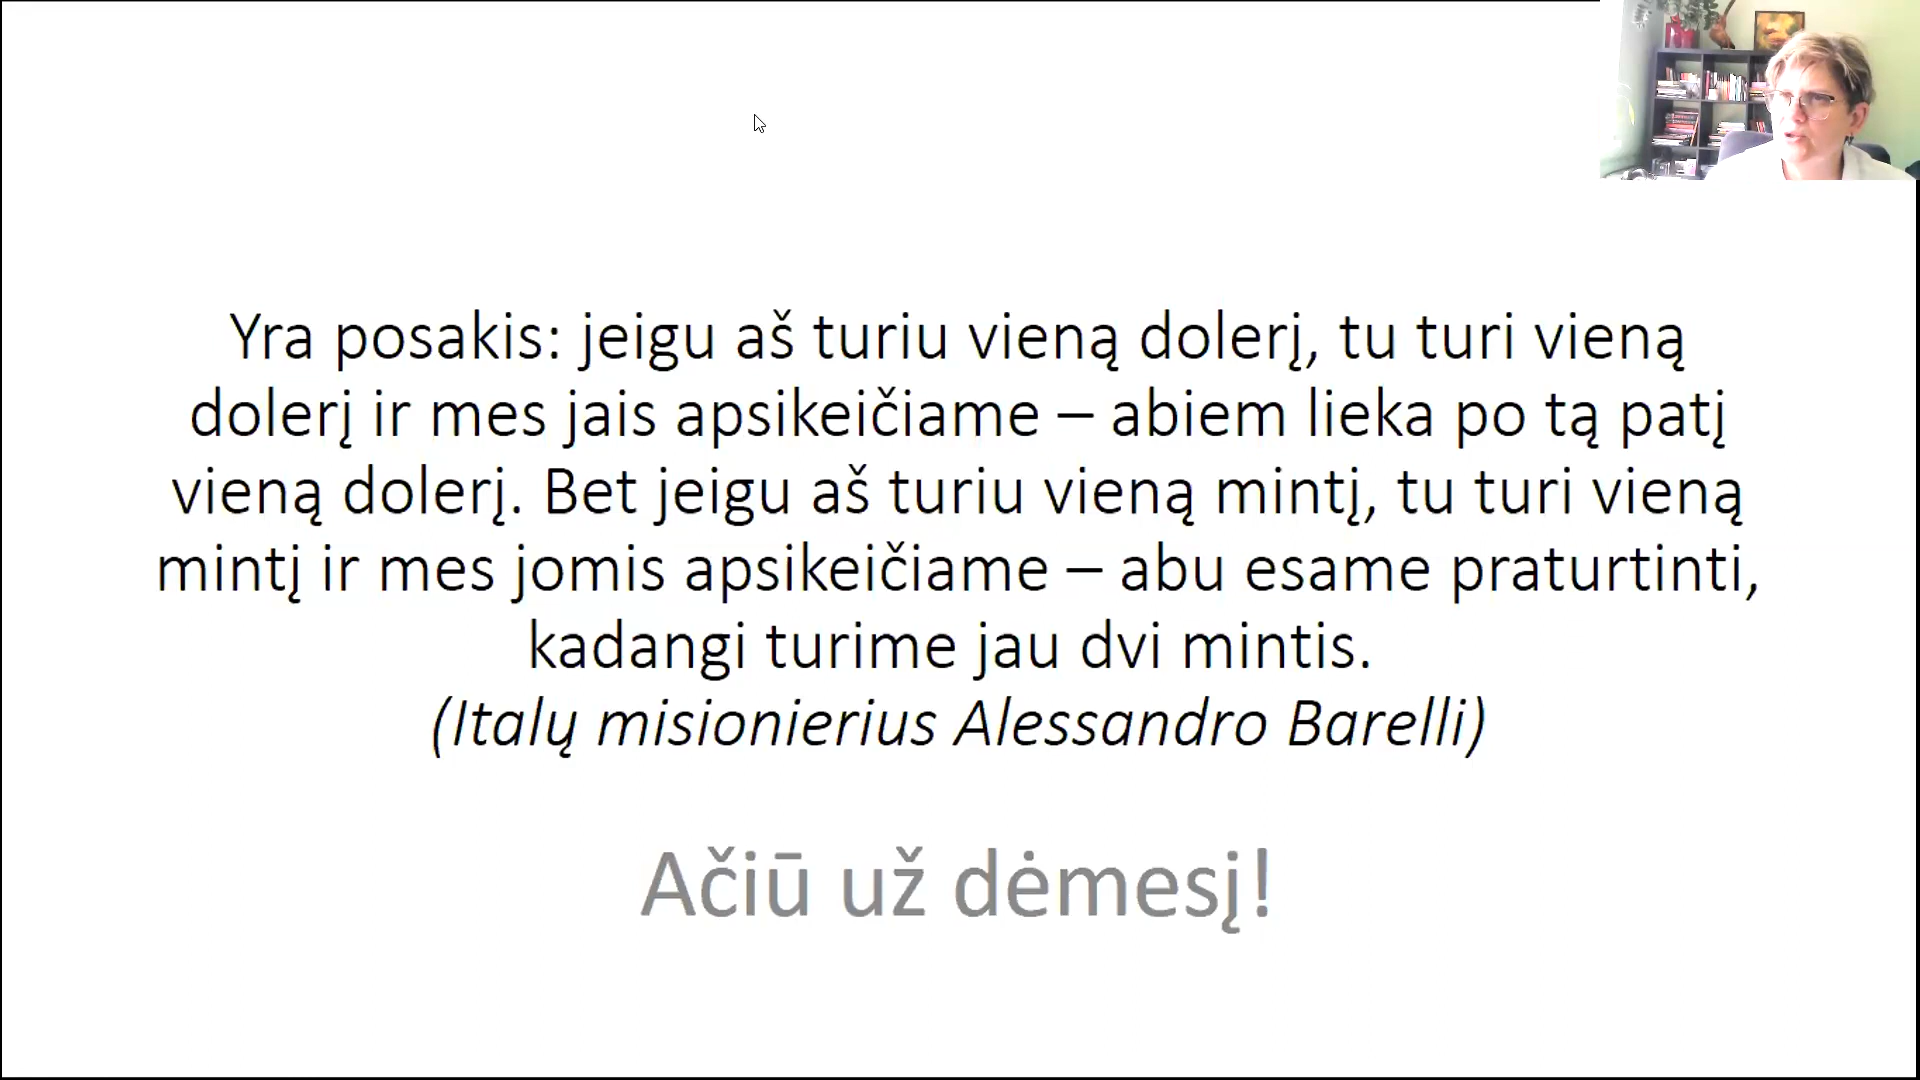 Yra posakis: jeigu aš turiu vieną dolerį, tu turi vieną
dolerį ir mes jais apsikeičiame – abiem lieka po tą patį
vieną dolerį. Bet jeigu aš turiu vieną mintį, tu turi vieną
mintį ir mes jomis apsikeičiame – abu esame praturtinti,
kadangi turime jau dvi mintis.
(Italų misionierius Alessandro Barelli)
Ačiū už dėmesį!